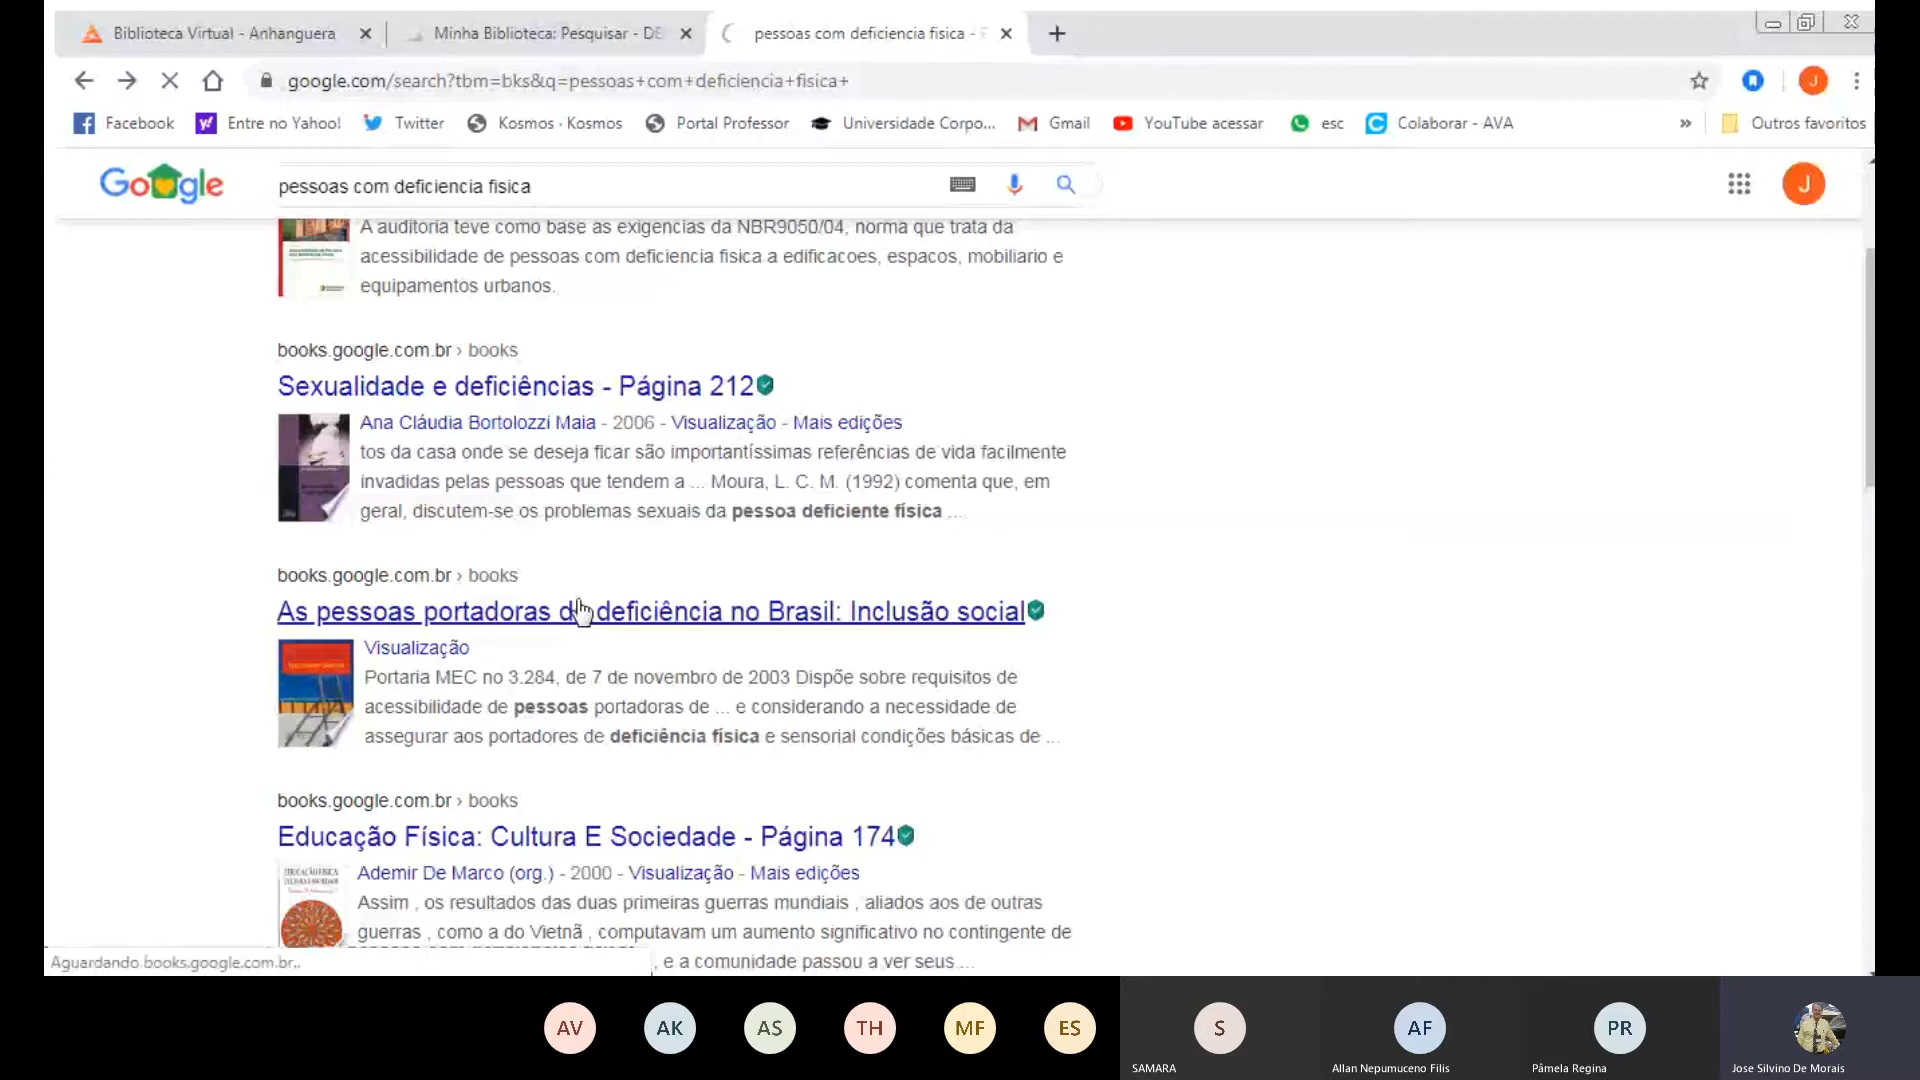 Biblioteca Virtual - Anhanguera
Minha Biblioteca: Pesquisar - DE
pessoas com deficiencia fisica -
google.com/search?tbm=bks&q=pessoas+com+deficiencia+fisica+
J
Facebook
Entre no Yahoo!
Twitter
Kosmos · Kosmos
Portal Professor
Universidade Corpo...
Gmail
YouTube acessar
esc
Colaborar - AVA
»
Outros favoritos
Google
pessoas com deficiencia fisica
J
A auditoria teve como base as exigencias da NBR9050/04, norma que trata da
acessibilidade de pessoas com deficiencia fisica a edificacoes, espacos, mobiliario e
equipamentos urbanos.
books.google.com.br › books
Sexualidade e deficiências - Página 212
Ana Cláudia Bortolozzi Maia - 2006 - Visualização - Mais edições
tos da casa onde se deseja ficar são importantíssimas referências de vida facilmente
invadidas pelas pessoas que tendem a ... Moura, L. C. M. (1992) comenta que, em
geral, discutem-se os problemas sexuais da pessoa deficiente física ...
books.google.com.br › books
As pessoas portadoras de deficiência no Brasil: Inclusão social
Visualização
Portaria MEC no 3.284, de 7 de novembro de 2003 Dispõe sobre requisitos de
acessibilidade de pessoas portadoras de ... e considerando a necessidade de
assegurar aos portadores de deficiência física e sensorial condições básicas de ...
books.google.com.br › books
Educação Física: Cultura E Sociedade - Página 174
Ademir De Marco (org.) - 2000 - Visualização - Mais edições
EDUCAÇÃO FÍSICA
Assim , os resultados das duas primeiras guerras mundiais , aliados aos de outras
guerras , como a do Vietnã , computavam um aumento significativo no contingente de
, e a comunidade passou a ver seus ...
Aguardando books.google.com.br...
AV
AK
AS
TH
MF
ES
S
AF
PR
SAMARA
Allan Nepumuceno Filis
Pâmela Regina
Jose Silvino De Morais